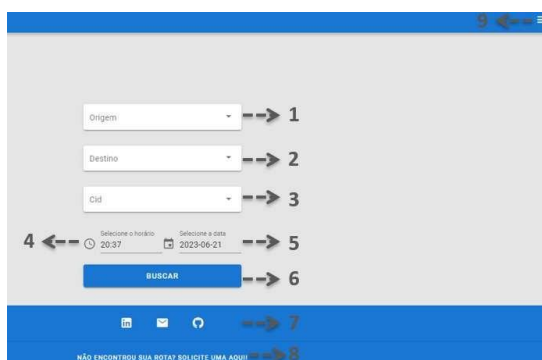 9
Origem 1
Destino 2
Cid 3
4 Selecione o horário 20:37 Selecione a data 2023-06-21 5
BUSCAR 6
in 7
NÃO ENCONTROU SUA ROTA? SOLICITE UMA AQUI! 8